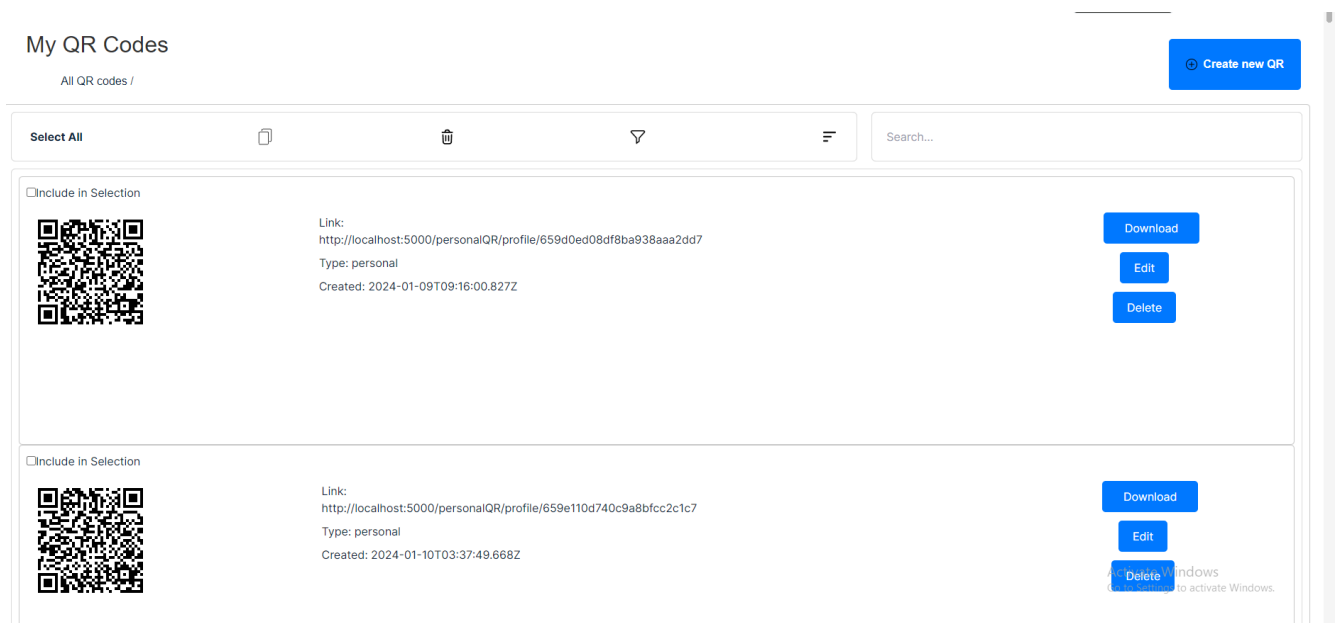 My QR Codes
All QR codes /
Create new QR
Select All
Search...
Include in Selection
Link:
http://localhost:5000/personalQR/profile/659d0ed08df8ba938aaa2dd7
Type: personal
Created: 2024-01-09T09:16:00.827Z
Download
Edit
Delete
Include in Selection
Link:
http://localhost:5000/personalQR/profile/659e110d740c9a8bfcc2c1c7
Type: personal
Created: 2024-01-10T03:37:49.668Z
Download
Edit
Delete
Activate Windows
Go to Settings to activate Windows.